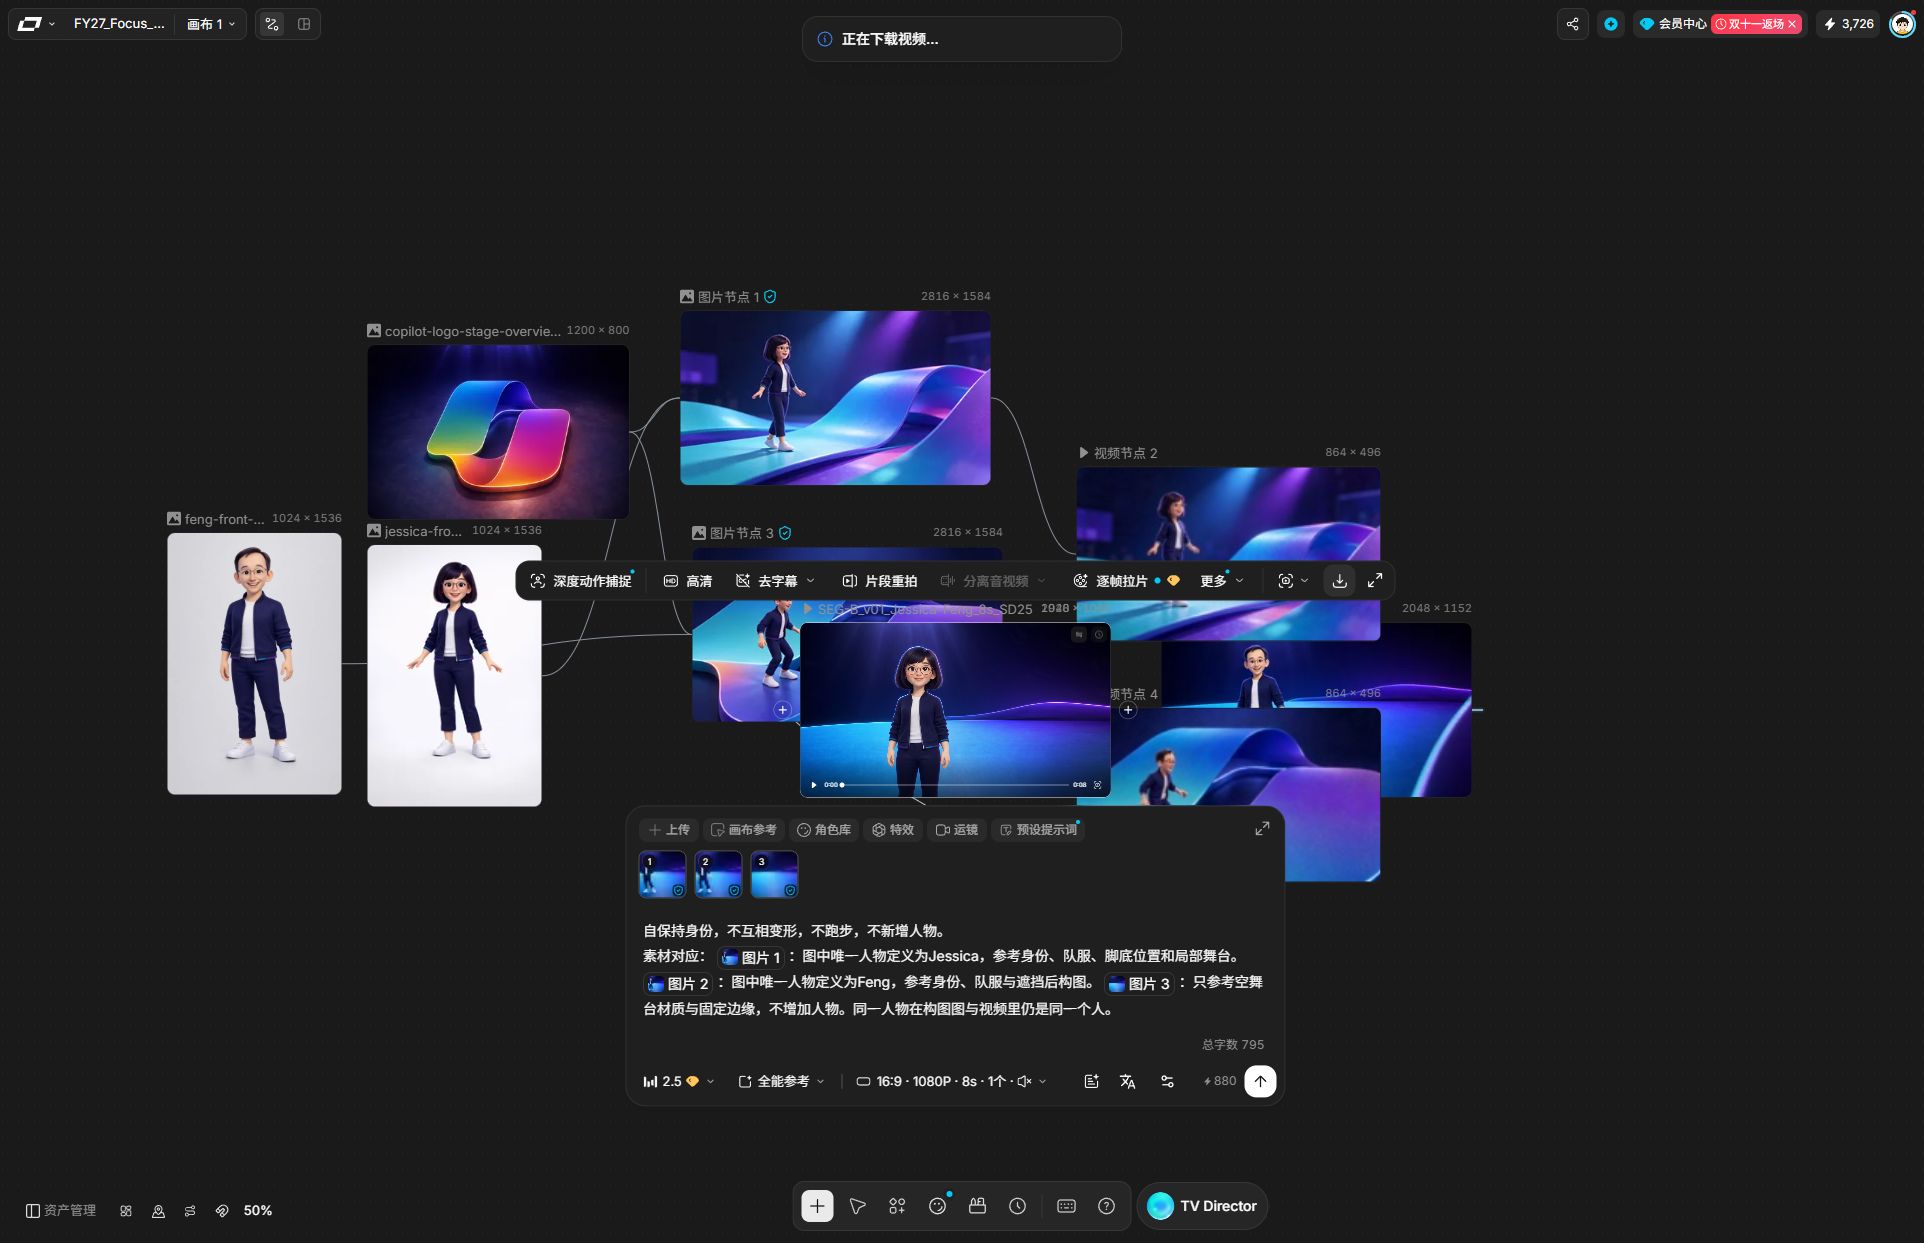 FY27_Focus_...
画布 1
正在下载视频...
会员中心
双十一返场
3,726
图片节点 1
2816 × 1584
copilot-logo-stage-overvie...
1200 × 800
视频节点 2
864 × 496
feng-front-...
1024 × 1536
jessica-fro...
1024 × 1536
图片节点 3
2816 × 1584
深度动作捕捉
HD 高清
去字幕
片段重拍
分离音视频
逐帧拉片
更多
SEG-B_v01_Jessica-Feng_8s_SD25
2048 × 1152
频节点 4
864 × 496
0:00
0:08
上传
画布参考
角色库
特效
运镜
预设提示词
1
2
3
自保持身份，不互相变形，不跑步，不新增人物。
素材对应： 图片 1 ：图中唯一人物定义为Jessica，参考身份、队服、脚底位置和局部舞台。
图片 2 ：图中唯一人物定义为Feng，参考身份、队服与遮挡后构图。 图片 3 ：只参考空舞
台材质与固定边缘，不增加人物。同一人物在构图图与视频里仍是同一个人。
总字数 795
2.5
全能参考
16:9 · 1080P · 8s · 1个 ·
880
资产管理
50%
TV Director